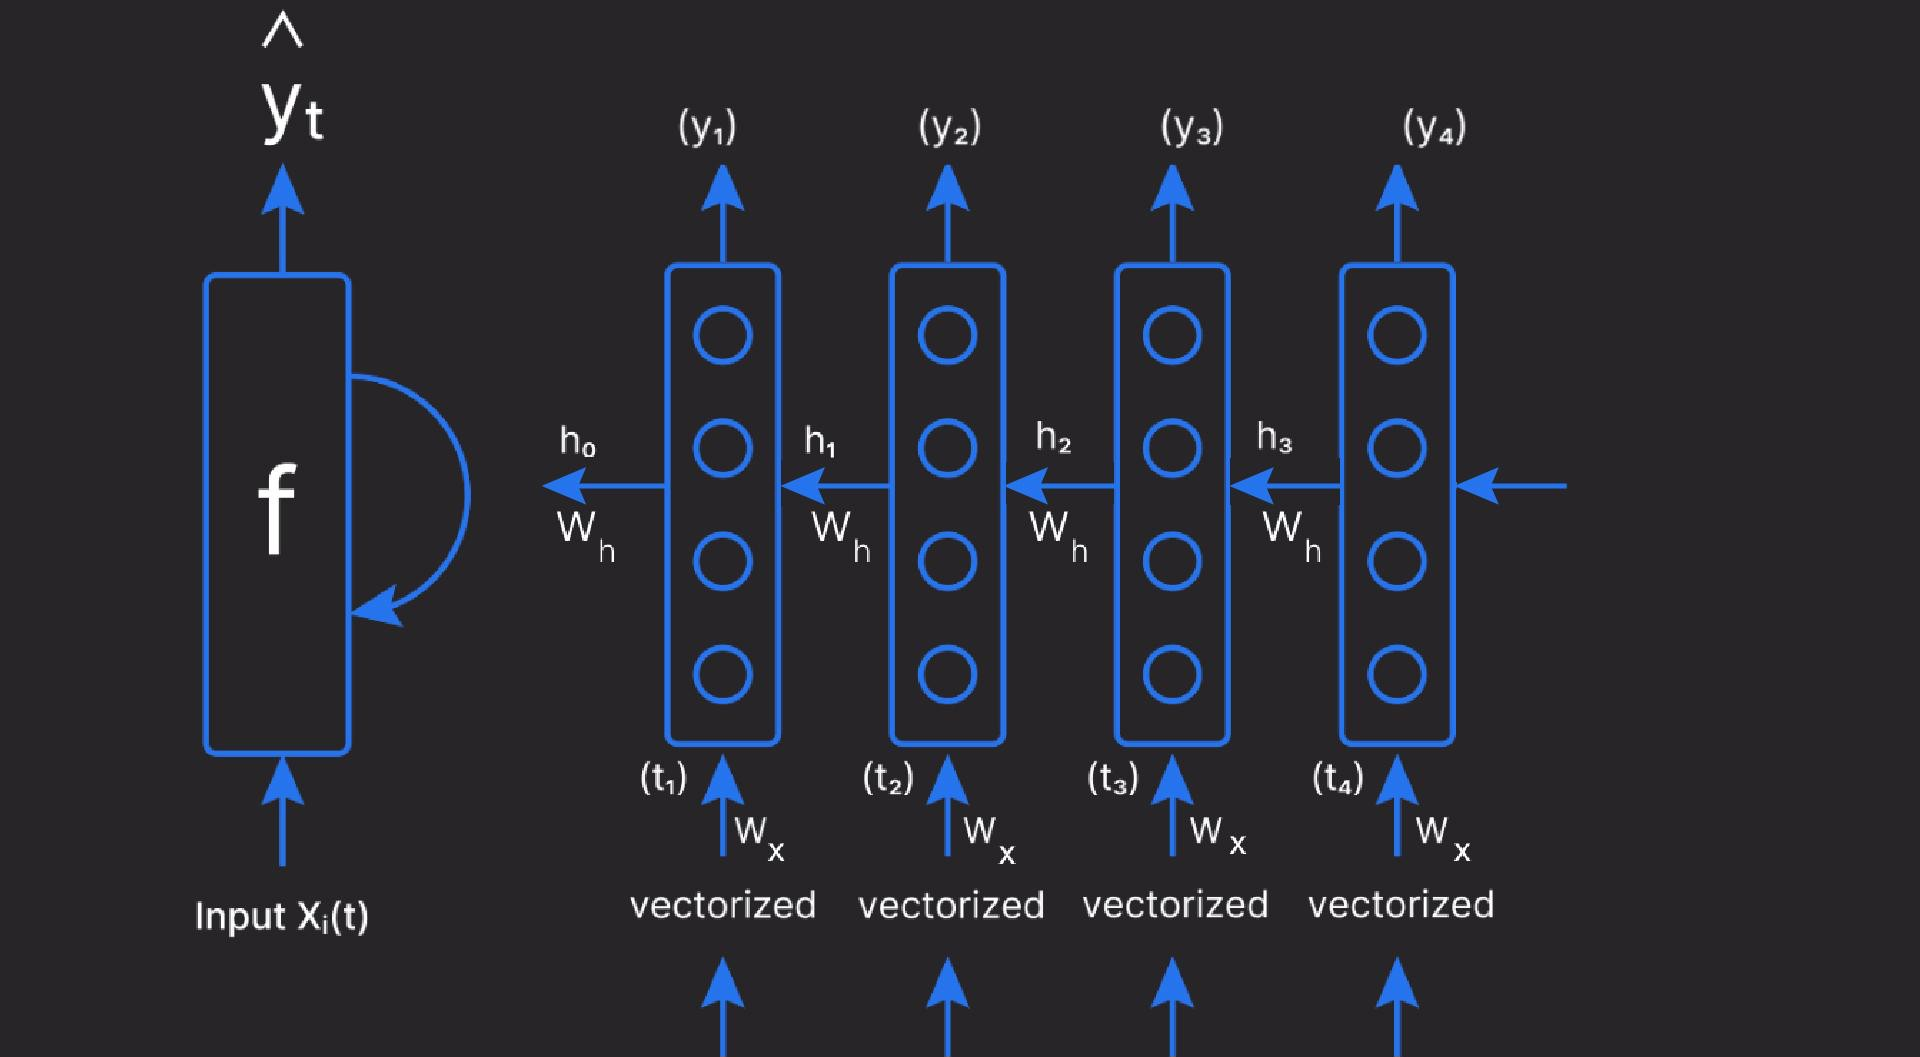 ŷₜ
(y₁) (y₂) (y₃) (y₄)
f
h₀ h₁ h₂ h₃
Wₕ Wₕ Wₕ Wₕ
(t₁) (t₂) (t₃) (t₄)
Wₓ Wₓ Wₓ Wₓ
vectorized vectorized vectorized vectorized
Input Xᵢ(t)